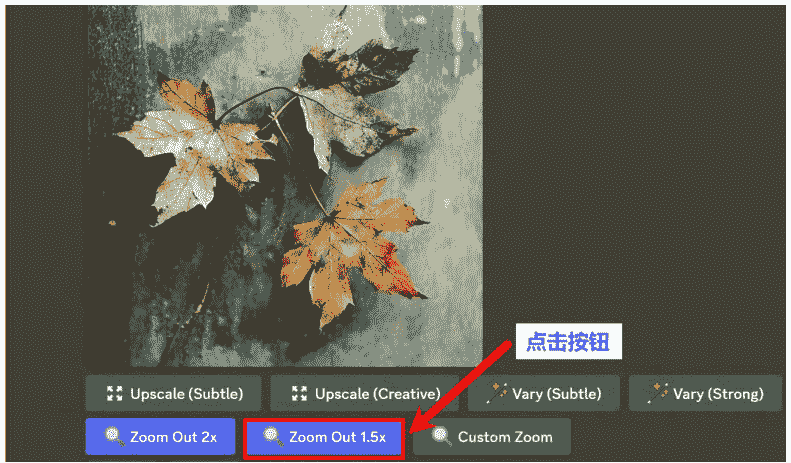 点击按钮
Upscale (Subtle) Upscale (Creative) Vary (Subtle) Vary (Strong)
Zoom Out 2x Zoom Out 1.5x Custom Zoom